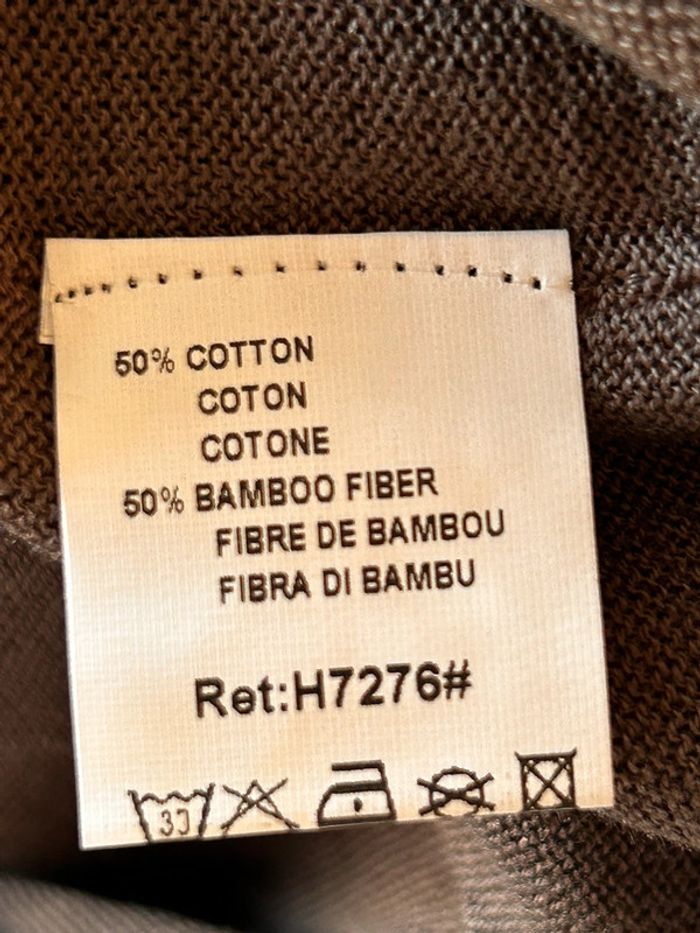 50% COTTON
COTON
COTONE
50% BAMBOO FIBER
FIBRE DE BAMBOU
FIBRA DI BAMBU
Ret:H7276#
30